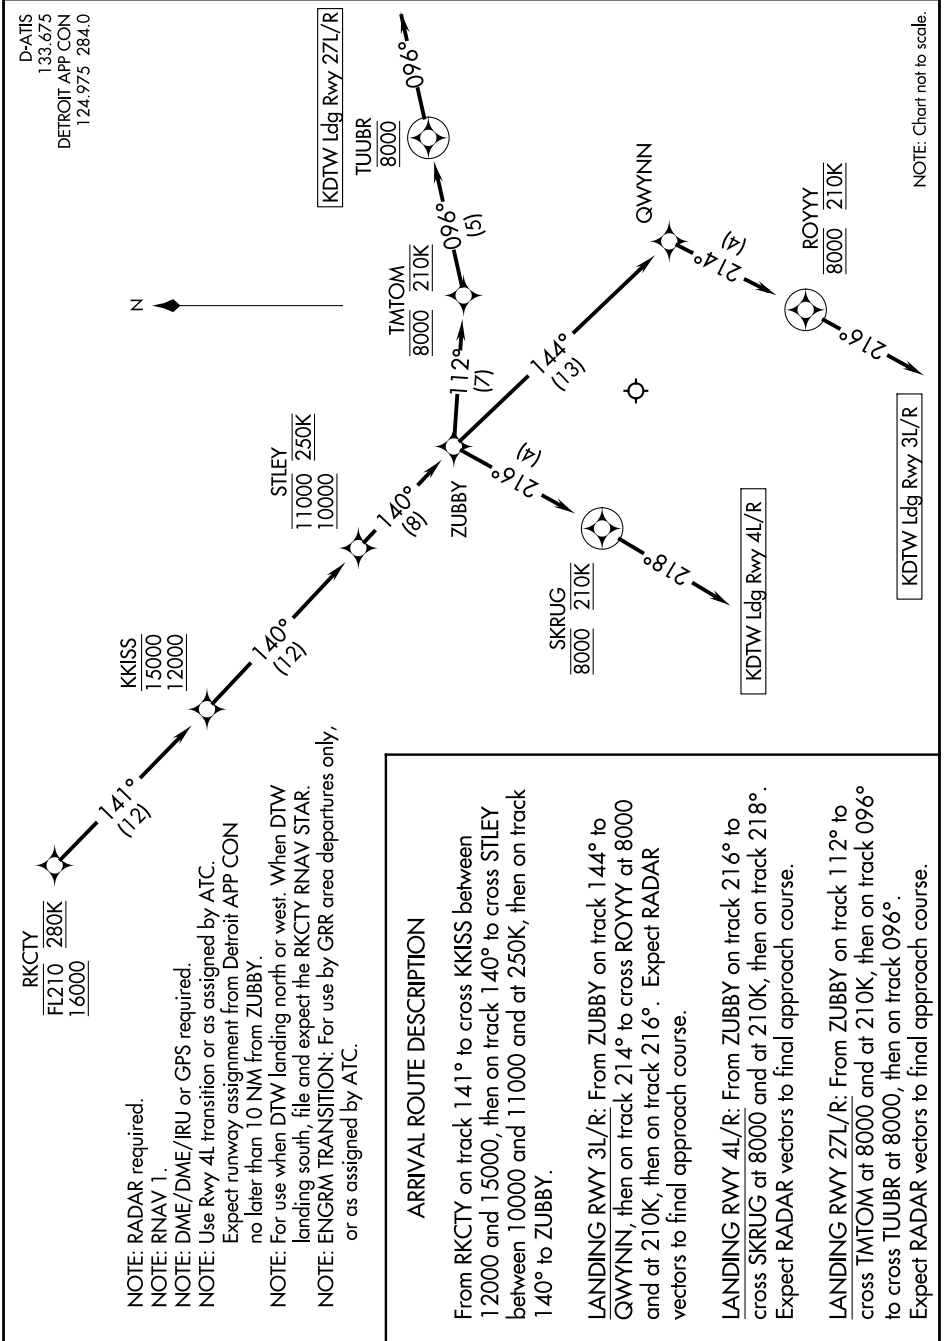 D-ATIS
133.675
DETROIT APP CON
124.975 284.0
RKCTY
FL210 280K
16000
141°
(12)
KKISS
15000
12000
140°
(12)
STLEY
11000 250K
10000
140°
(8)
ZUBBY
N
112°
(7)
TMTOM
8000 210K
096°
(5)
TUUBR
8000
096°
KDTW Ldg Rwy 27L/R
144°
(13)
QWYNN
214°
(4)
ROYYY
8000 210K
216°
KDTW Ldg Rwy 3L/R
216°
(4)
SKRUG
8000 210K
218°
KDTW Ldg Rwy 4L/R
NOTE: RADAR required.
NOTE: RNAV 1.
NOTE: DME/DME/IRU or GPS required.
NOTE: Use Rwy 4L transition or as assigned by ATC.
Expect runway assignment from Detroit APP CON
no later than 10 NM from ZUBBY.
NOTE: For use when DTW landing north or west. When DTW
landing south, file and expect the RKCTY RNAV STAR.
NOTE: ENGRM TRANSITION: For use by GRR area departures only,
or as assigned by ATC.
ARRIVAL ROUTE DESCRIPTION
From RKCTY on track 141° to cross KKISS between
12000 and 15000, then on track 140° to cross STLEY
between 10000 and 11000 and at 250K, then on track
140° to ZUBBY.
LANDING RWY 3L/R: From ZUBBY on track 144° to
QWYNN, then on track 214° to cross ROYYY at 8000
and at 210K, then on track 216°. Expect RADAR
vectors to final approach course.
LANDING RWY 4L/R: From ZUBBY on track 216° to
cross SKRUG at 8000 and at 210K, then on track 218°.
Expect RADAR vectors to final approach course.
LANDING RWY 27L/R: From ZUBBY on track 112° to
cross TMTOM at 8000 and at 210K, then on track 096°
to cross TUUBR at 8000, then on track 096°.
Expect RADAR vectors to final approach course.
NOTE: Chart not to scale.